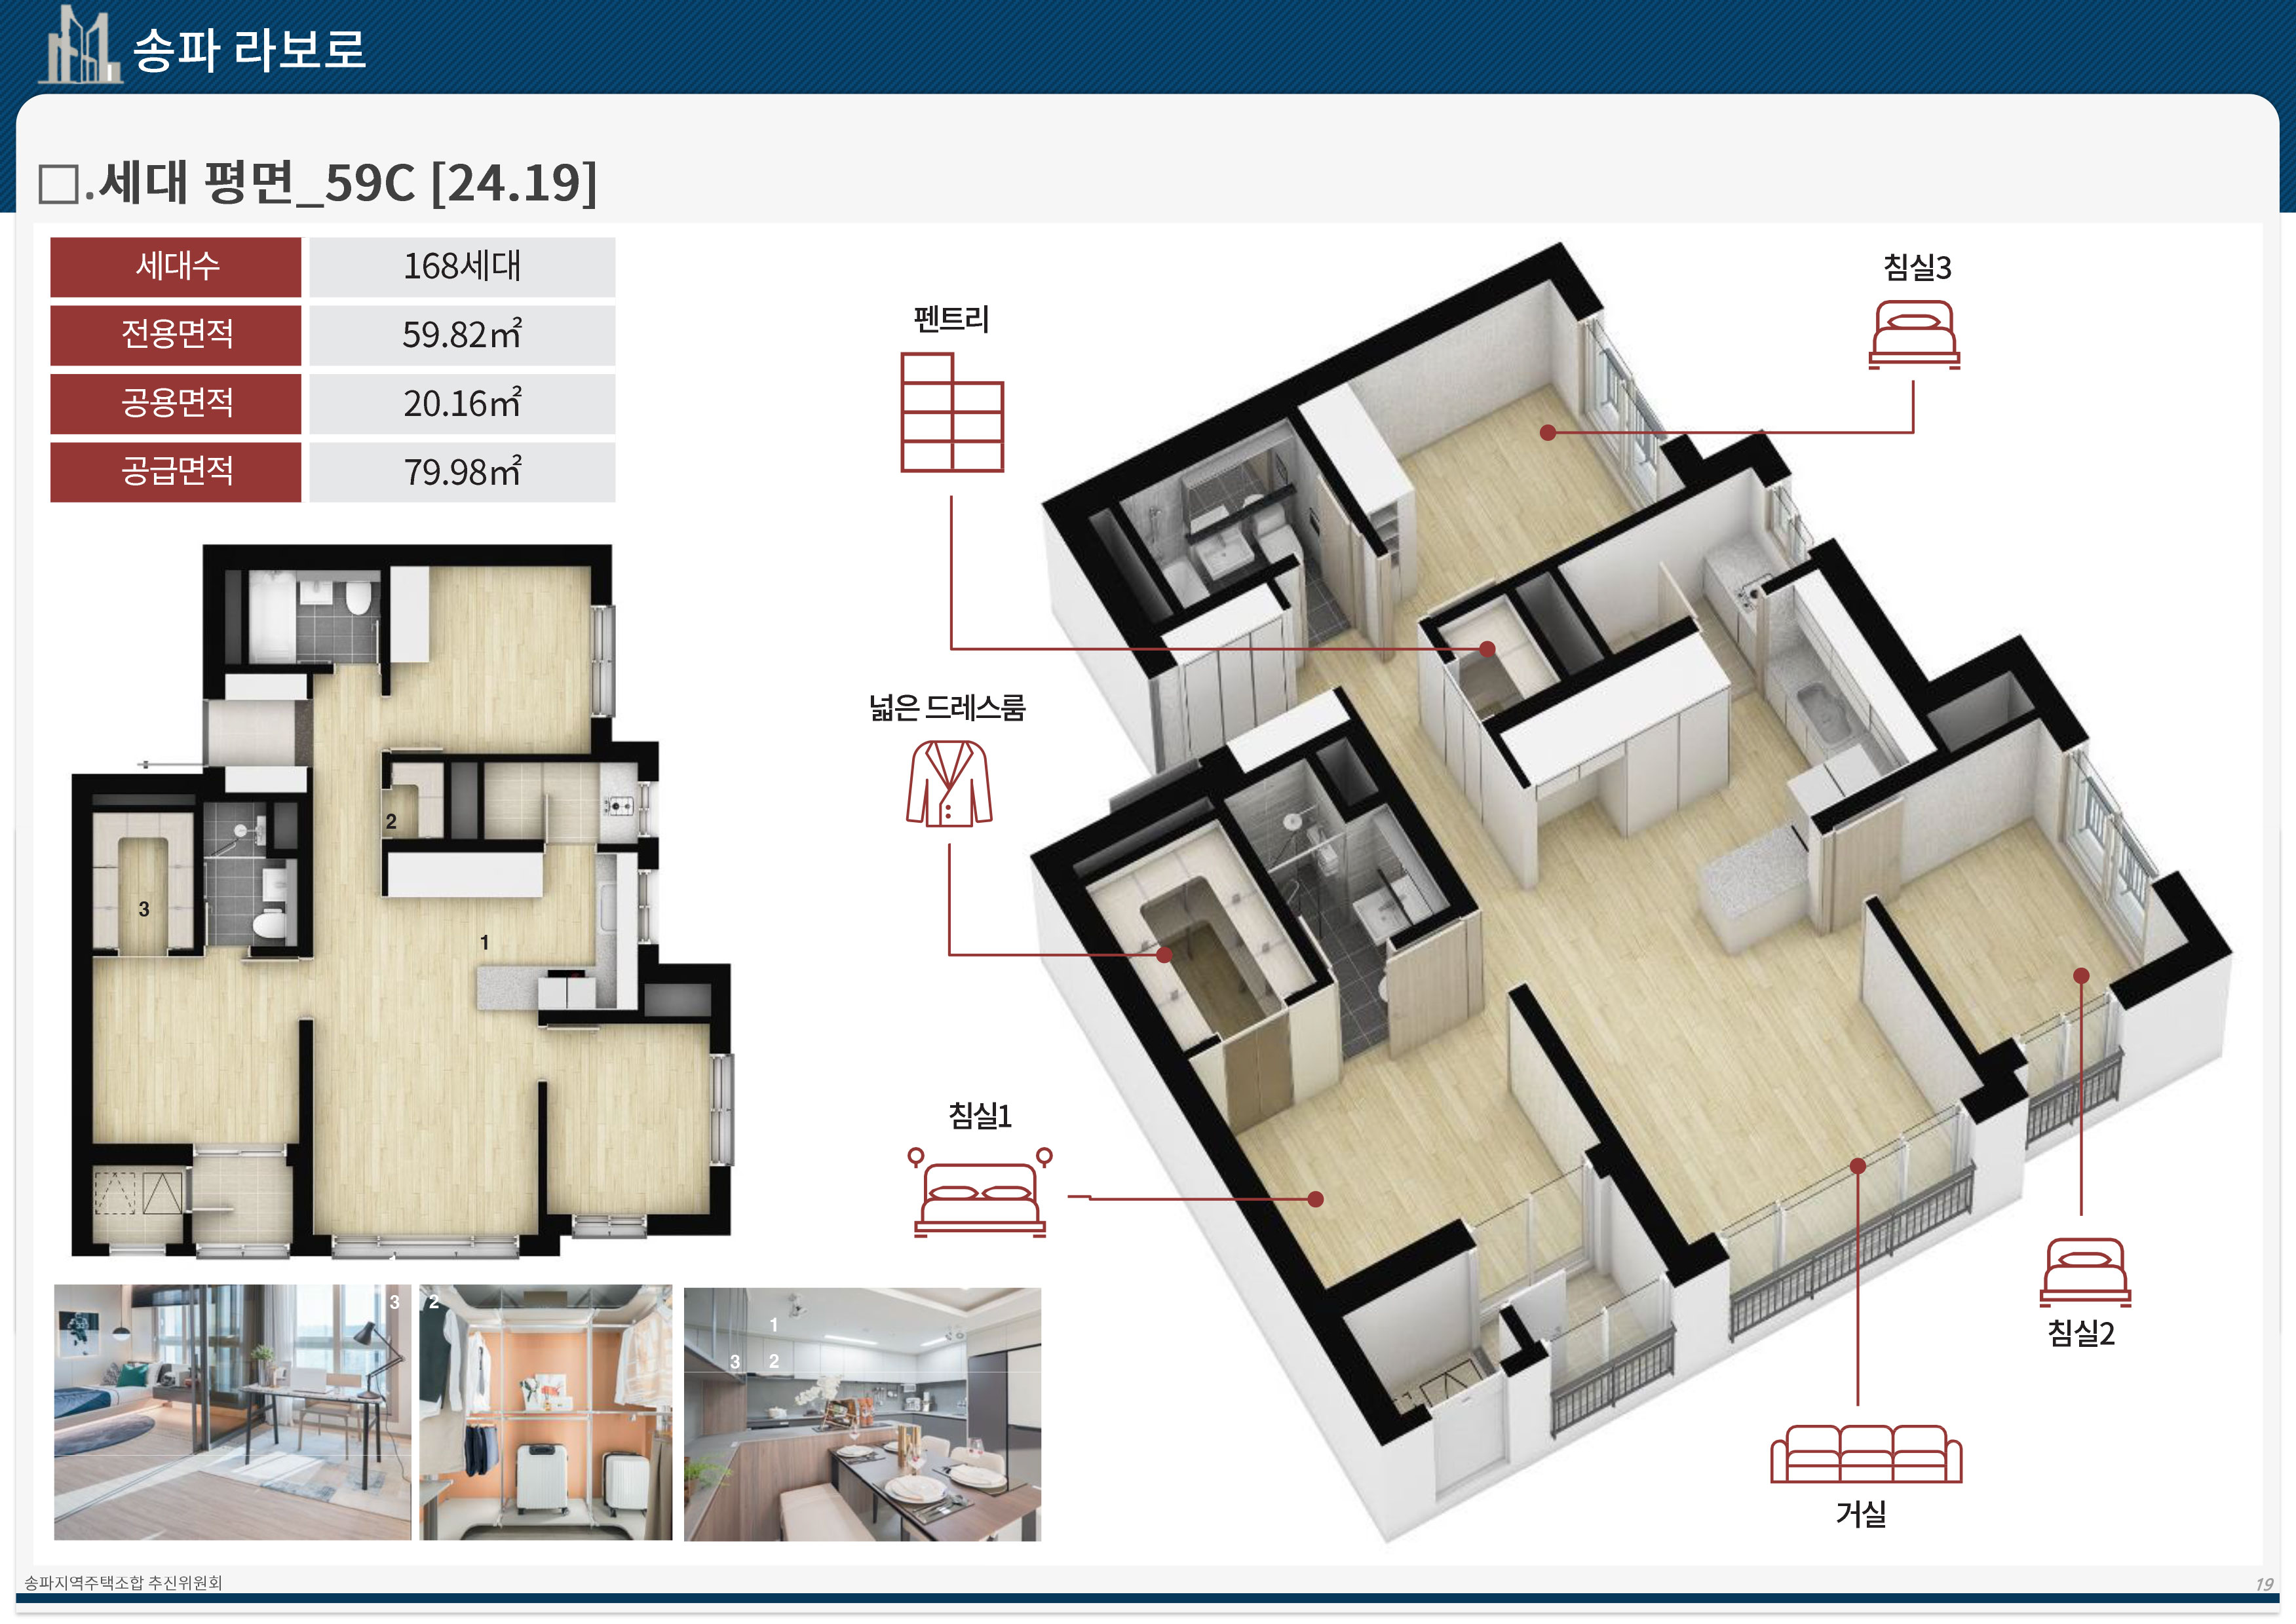 송파 라보로
□.세대 평면_59C [24.19]
세대수 168세대
전용면적 59.82㎡
공용면적 20.16㎡
공급면적 79.98㎡
침실3
펜트리
넓은 드레스룸
침실1
침실2
거실
2
3
1
3
2
1
3 2
송파지역주택조합 추진위원회
19